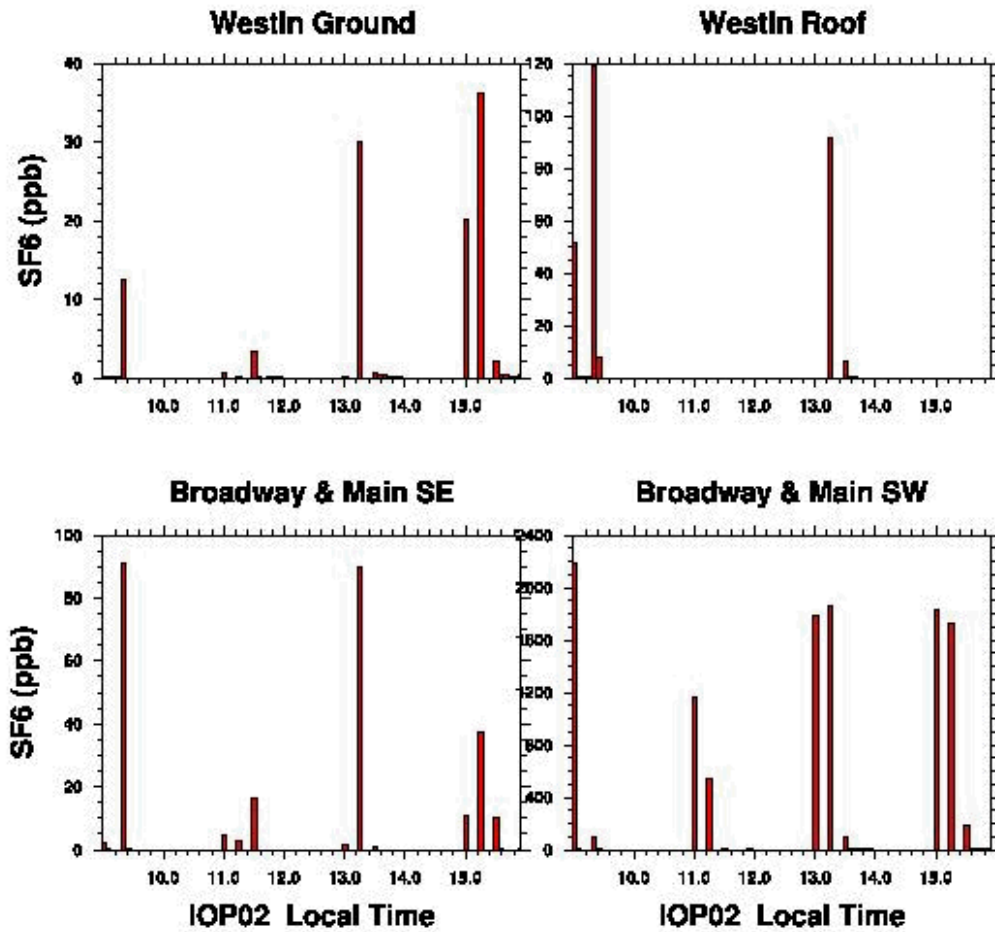 Westin Ground
Westin Roof
SF6 (ppb)
40
30
20
10
0
10.0 11.0 12.0 13.0 14.0 15.0
120
100
80
60
40
20
0
10.0 11.0 12.0 13.0 14.0 15.0
Broadway & Main SE
Broadway & Main SW
SF6 (ppb)
100
80
60
40
20
0
10.0 11.0 12.0 13.0 14.0 15.0
IOP02 Local Time
2400
2000
1600
1200
800
400
0
10.0 11.0 12.0 13.0 14.0 15.0
IOP02 Local Time